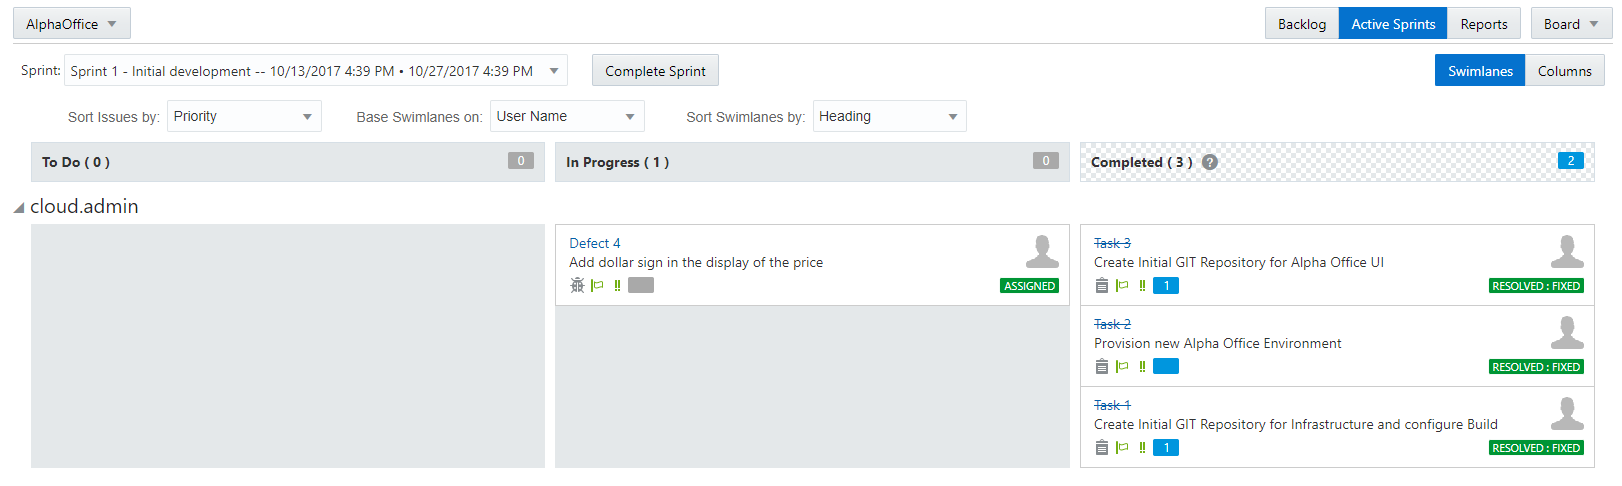 AlphaOffice
Backlog
Active Sprints
Reports
Board
Sprint:
Sprint 1 - Initial development -- 10/13/2017 4:39 PM • 10/27/2017 4:39 PM
Complete Sprint
Swimlanes
Columns
Sort Issues by:
Priority
Base Swimlanes on:
User Name
Sort Swimlanes by:
Heading
To Do ( 0 )
0
In Progress ( 1 )
0
Completed ( 3 )
?
2
cloud.admin
Defect 4
Add dollar sign in the display of the price
!!
ASSIGNED
Task 3
Create Initial GIT Repository for Alpha Office UI
!!
1
RESOLVED : FIXED
Task 2
Provision new Alpha Office Environment
!!
RESOLVED : FIXED
Task 1
Create Initial GIT Repository for Infrastructure and configure Build
!!
1
RESOLVED : FIXED